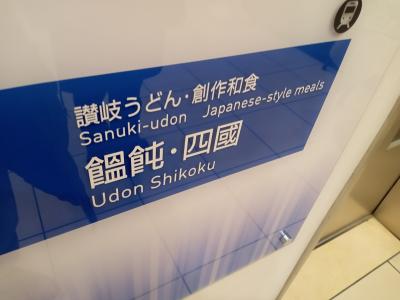 讃岐うどん・創作和食
Sanuki-udon Japanese-style meals
饂飩・四國
Udon Shikoku